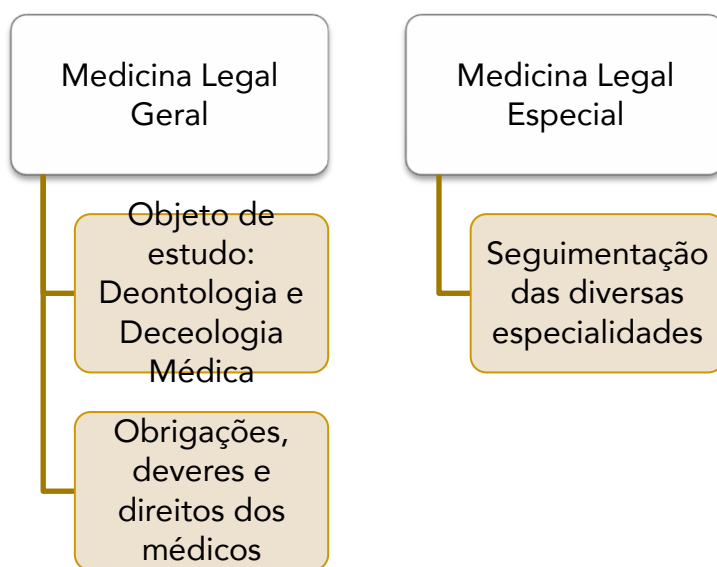 Medicina Legal
Geral
Objeto de
estudo:
Deontologia e
Deceologia
Médica
Obrigações,
deveres e
direitos dos
médicos
Medicina Legal
Especial
Seguimentação
das diversas
especialidades